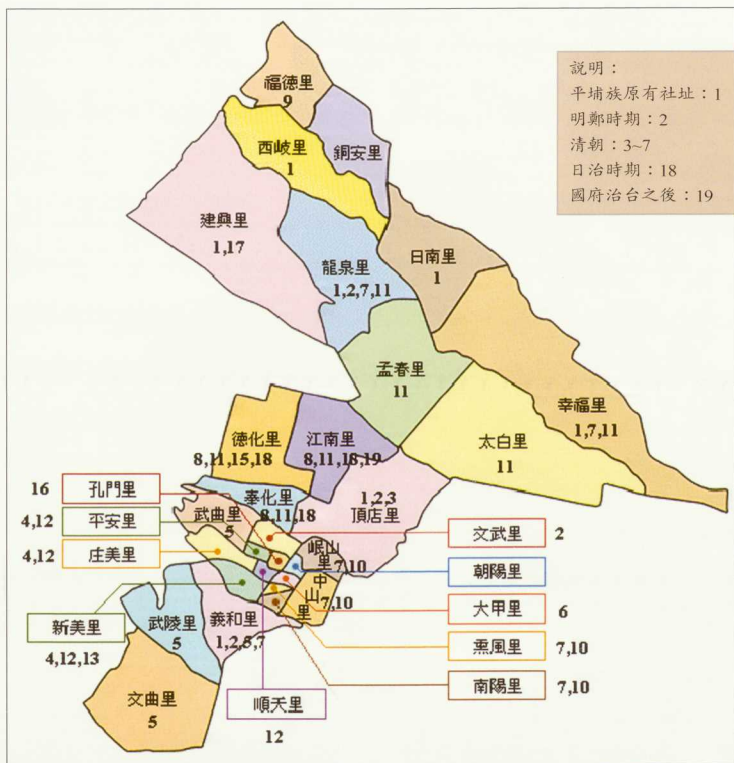 說明：
平埔族原有社址：1
明鄭時期：2
清朝：3~7
日治時期：18
國府治台之後：19
福德里
9
銅安里
西岐里
1
建興里
1,17
龍泉里
1,2,7,11
日南里
1
孟春里
11
幸福里
1,7,11
太白里
11
德化里
8,11,15,18
江南里
8,11,18,19
奉化里
8,11,18
頂店里
1,2,3
武曲里
5
16 孔門里
4,12 平安里
4,12 庄美里
岷山里
7,10
中山里
7,10
文武里 2
朝陽里
大甲里 6
薰風里 7,10
南陽里 7,10
新美里
4,12,13
武陵里
5
義和里
1,2,5,7
文曲里
5
順天里
12